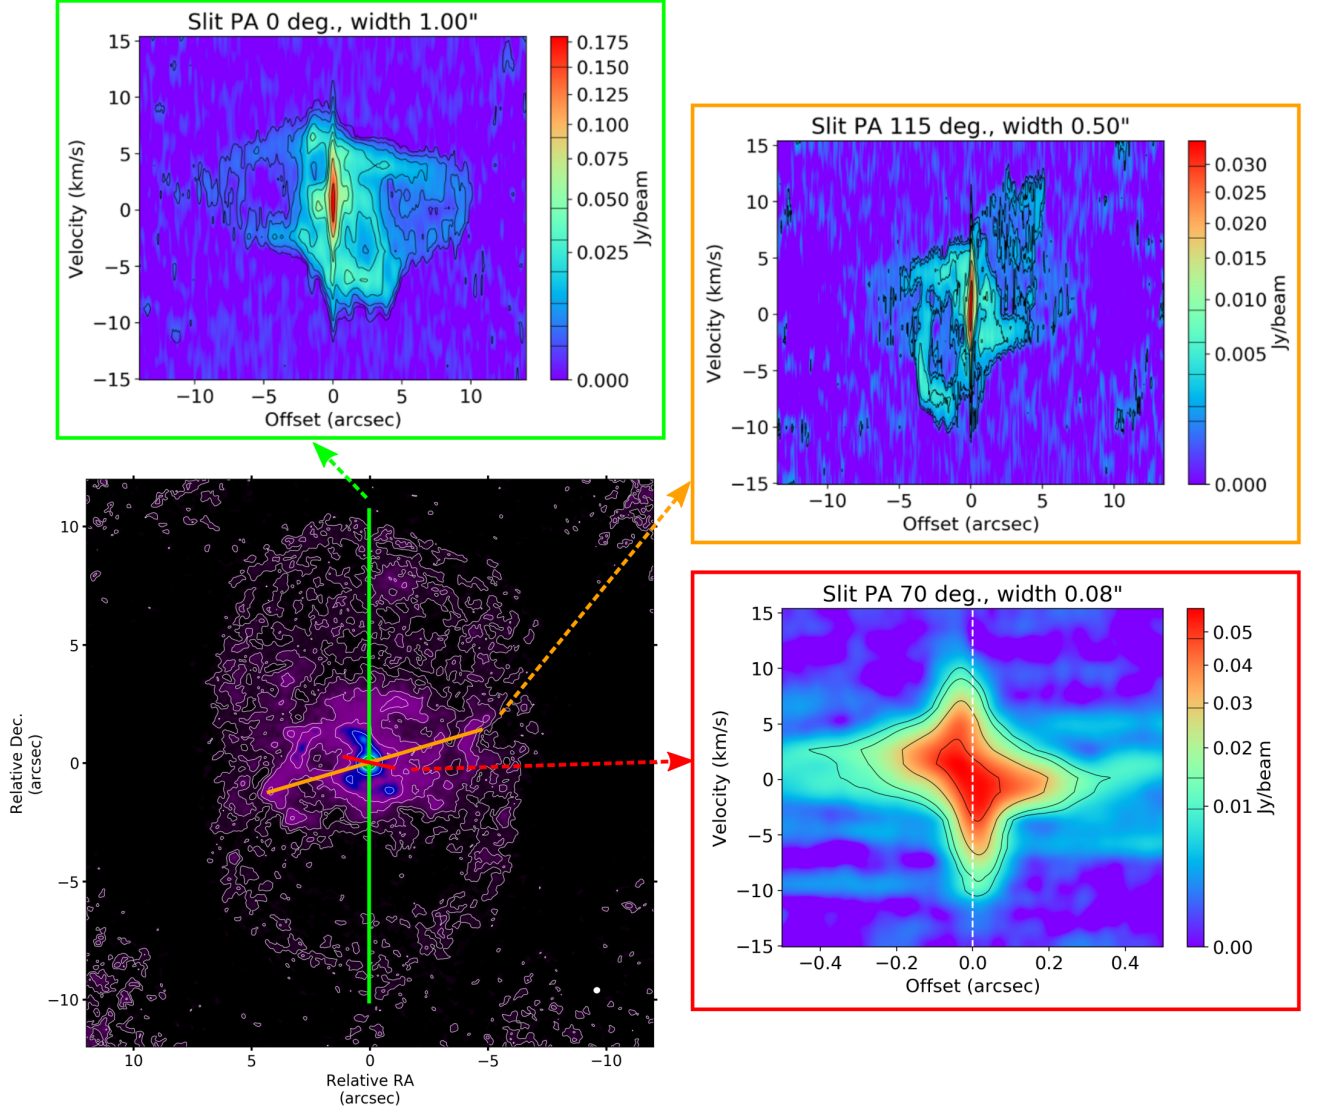 Slit PA 0 deg., width 1.00"
15
10
5
0
−5
−10
−15
Velocity (km/s)
−10 −5 0 5 10
Offset (arcsec)
0.175
0.150
0.125
0.100
0.075
0.050
0.025
0.000
Jy/beam
Slit PA 115 deg., width 0.50"
15
10
5
0
−5
−10
−15
Velocity (km/s)
−10 −5 0 5 10
Offset (arcsec)
0.030
0.025
0.020
0.015
0.010
0.005
0.000
Jy/beam
10
5
0
−5
−10
Relative Dec.
(arcsec)
10 5 0 −5 −10
Relative RA
(arcsec)
Slit PA 70 deg., width 0.08"
15
10
5
0
−5
−10
−15
Velocity (km/s)
−0.4 −0.2 0.0 0.2 0.4
Offset (arcsec)
0.05
0.04
0.03
0.02
0.01
0.00
Jy/beam